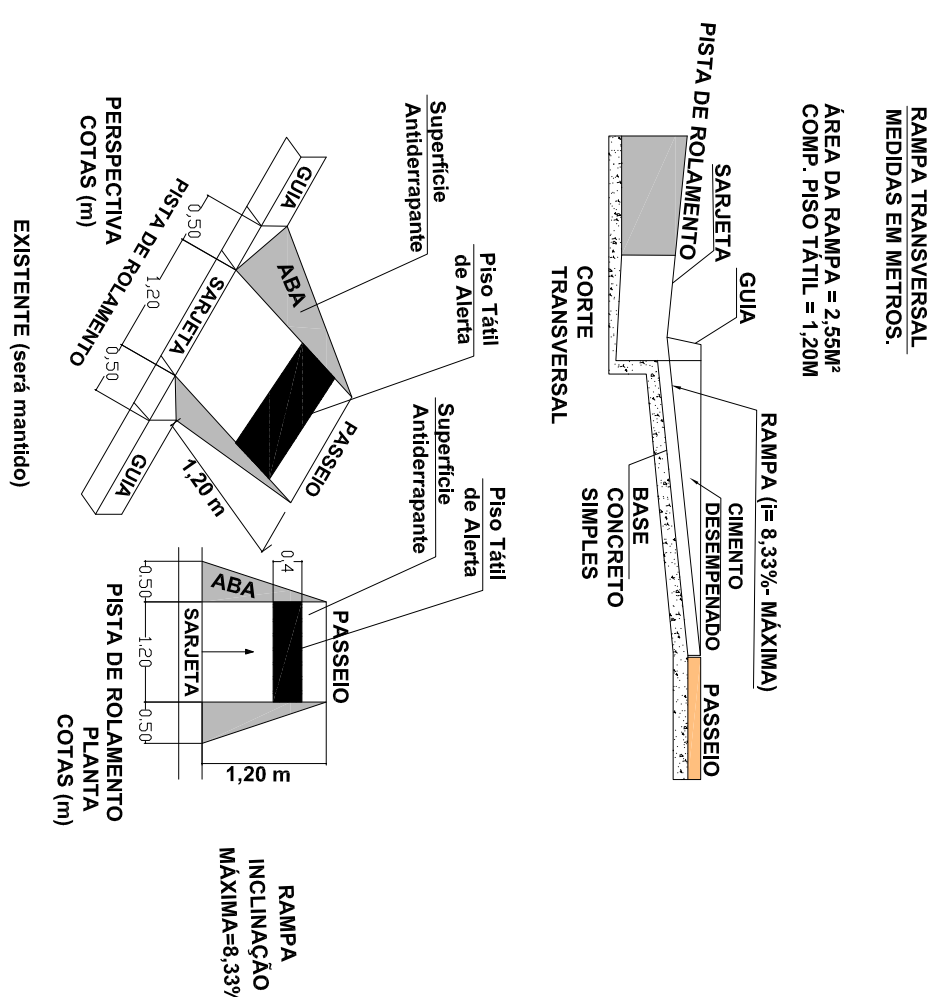 RAMPA TRANSVERSAL
MEDIDAS EM METROS.
ÁREA DA RAMPA = 2,55M²
COMP. PISO TÁTIL = 1,20M
PISTA DE ROLAMENTO
SARJETA
GUIA
RAMPA (i= 8,33%- MÁXIMA)
CIMENTO
DESEMPENADO
PASSEIO
BASE
CONCRETO
SIMPLES
CORTE
TRANSVERSAL
Superfície
Antiderrapante
Piso Tátil
de Alerta
GUIA
ABA
PASSEIO
SARJETA
GUIA
0,50
1,20
0,50
1,20 m
PISTA DE ROLAMENTO
PERSPECTIVA
COTAS (m)
Superfície
Antiderrapante
Piso Tátil
de Alerta
0,4
ABA
PASSEIO
SARJETA
0,50
1,20
0,50
1,20 m
PISTA DE ROLAMENTO
PLANTA
COTAS (m)
RAMPA
INCLINAÇÃO
MÁXIMA=8,33%
EXISTENTE (será mantido)